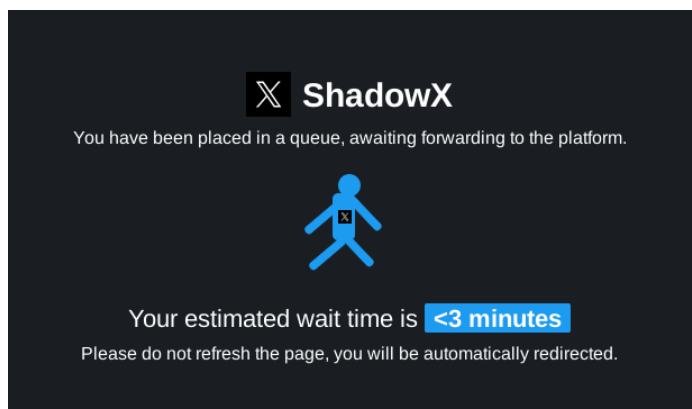 𝕏 ShadowX
You have been placed in a queue, awaiting forwarding to the platform.
𝕏
Your estimated wait time is <3 minutes
Please do not refresh the page, you will be automatically redirected.